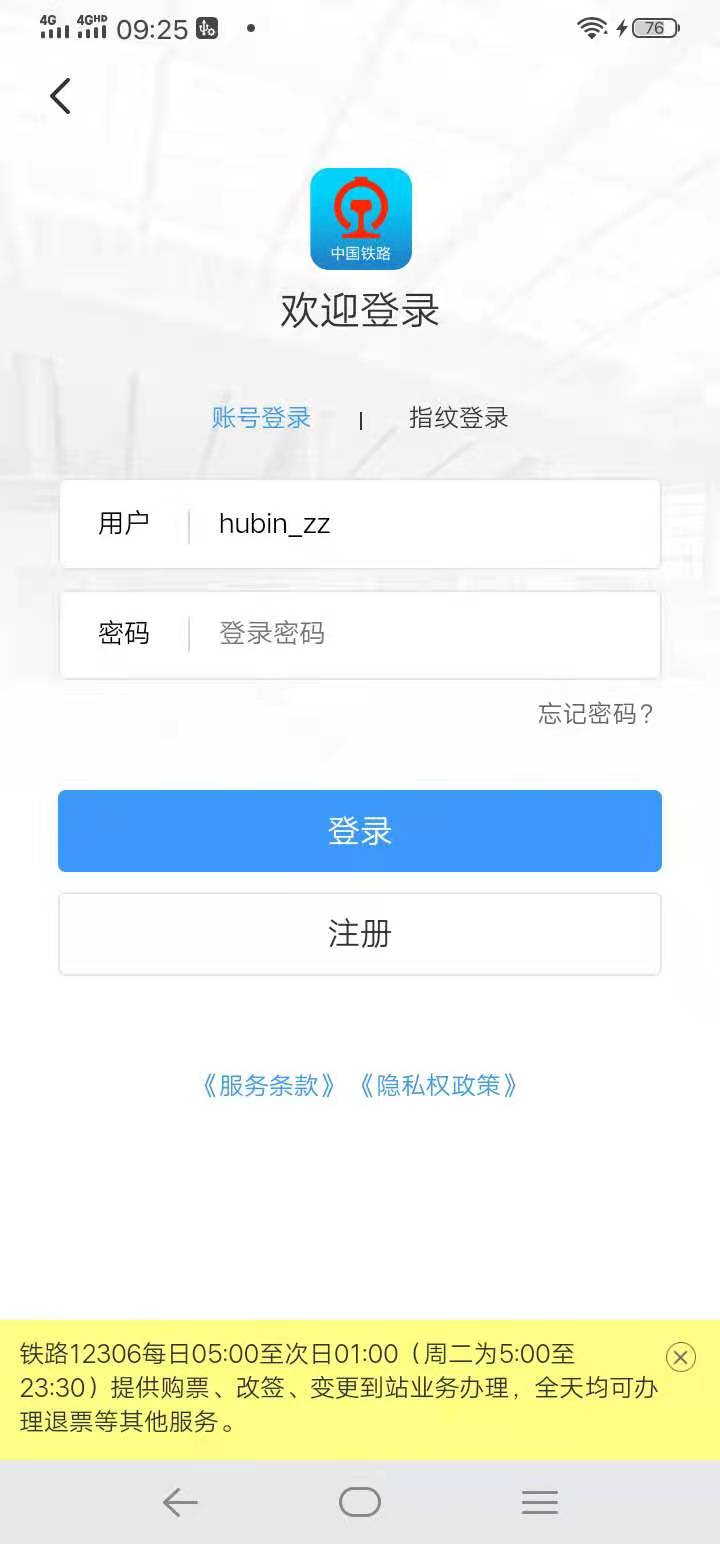 4G 4GHD 09:25 76
中国铁路
欢迎登录
账号登录 | 指纹登录
用户 | hubin_zz
密码 | 登录密码
忘记密码？
登录
注册
《服务条款》《隐私权政策》
铁路12306每日05:00至次日01:00（周二为5:00至
23:30）提供购票、改签、变更到站业务办理，全天均可办
理退票等其他服务。